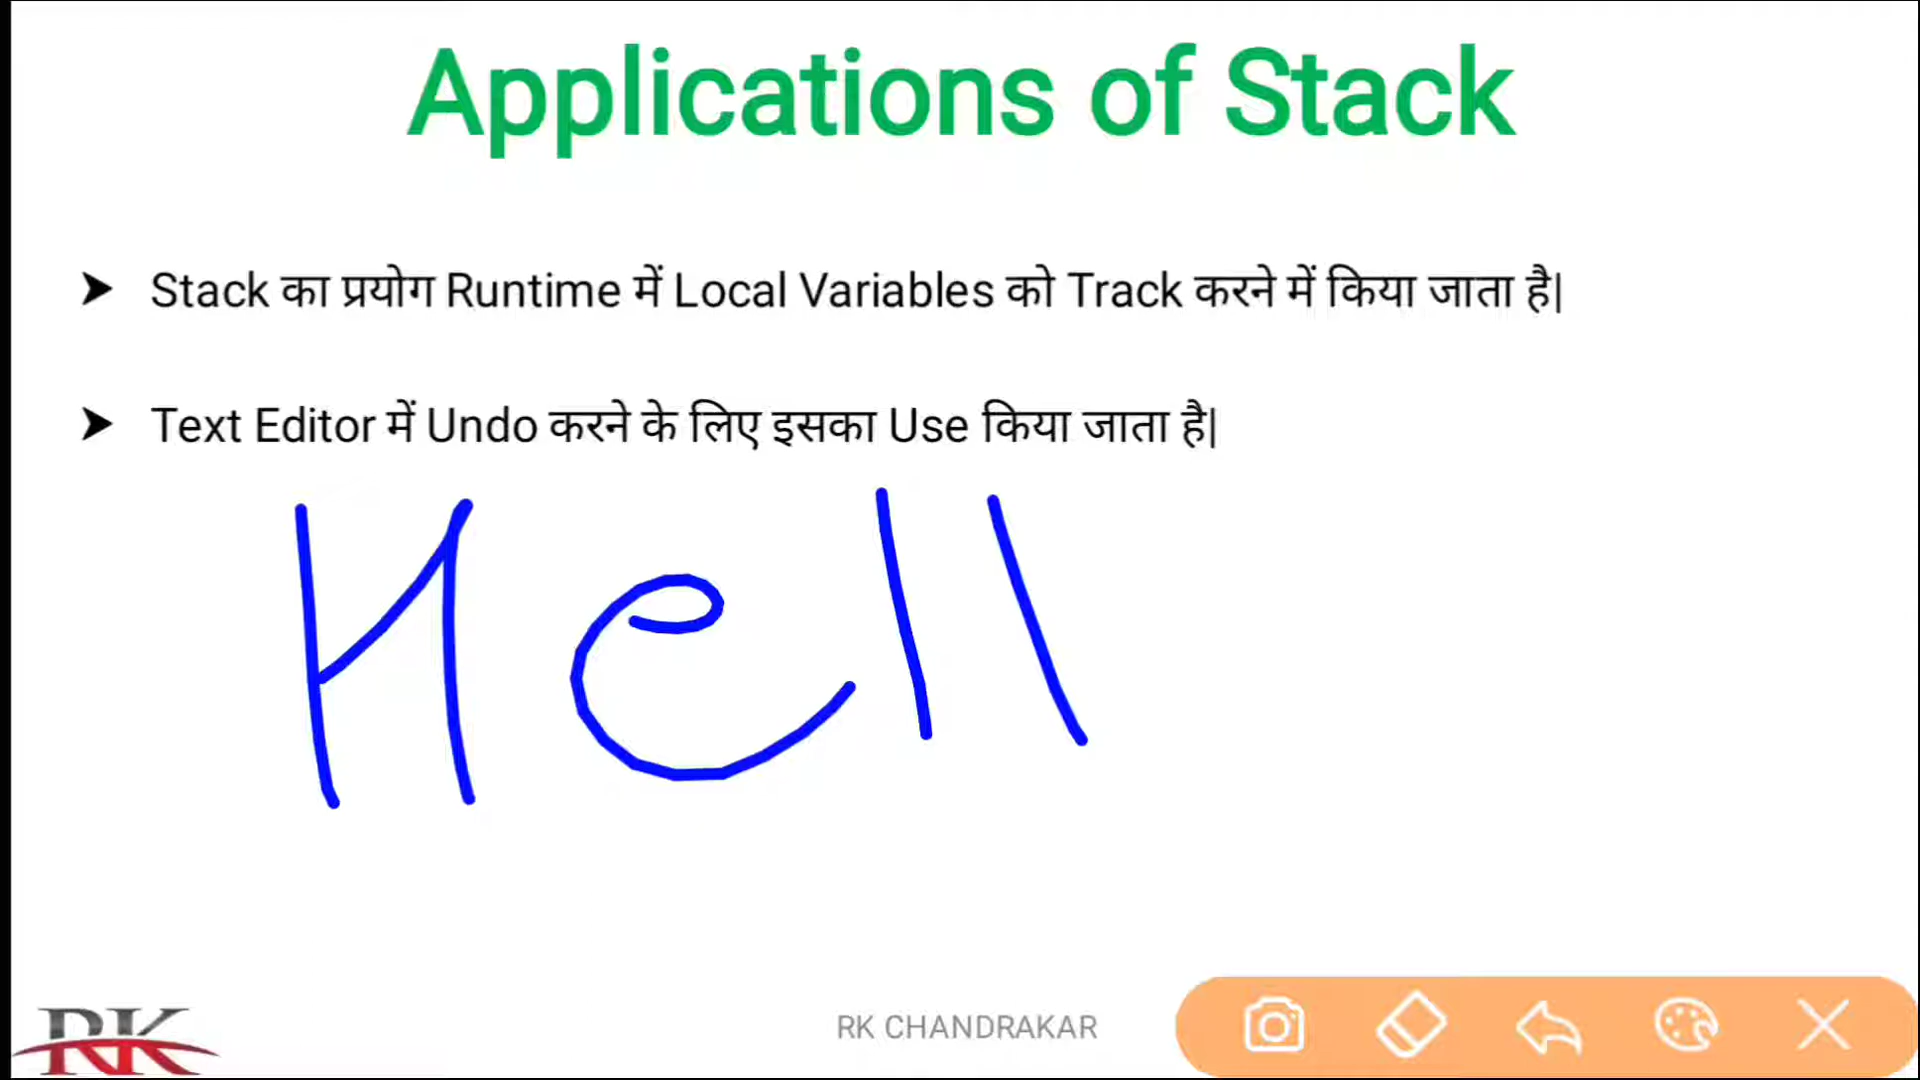 Applications of Stack
➤ Stack का प्रयोग Runtime में Local Variables को Track करने में किया जाता है|
➤ Text Editor में Undo करने के लिए इसका Use किया जाता है|
Hell
RK
RK CHANDRAKAR